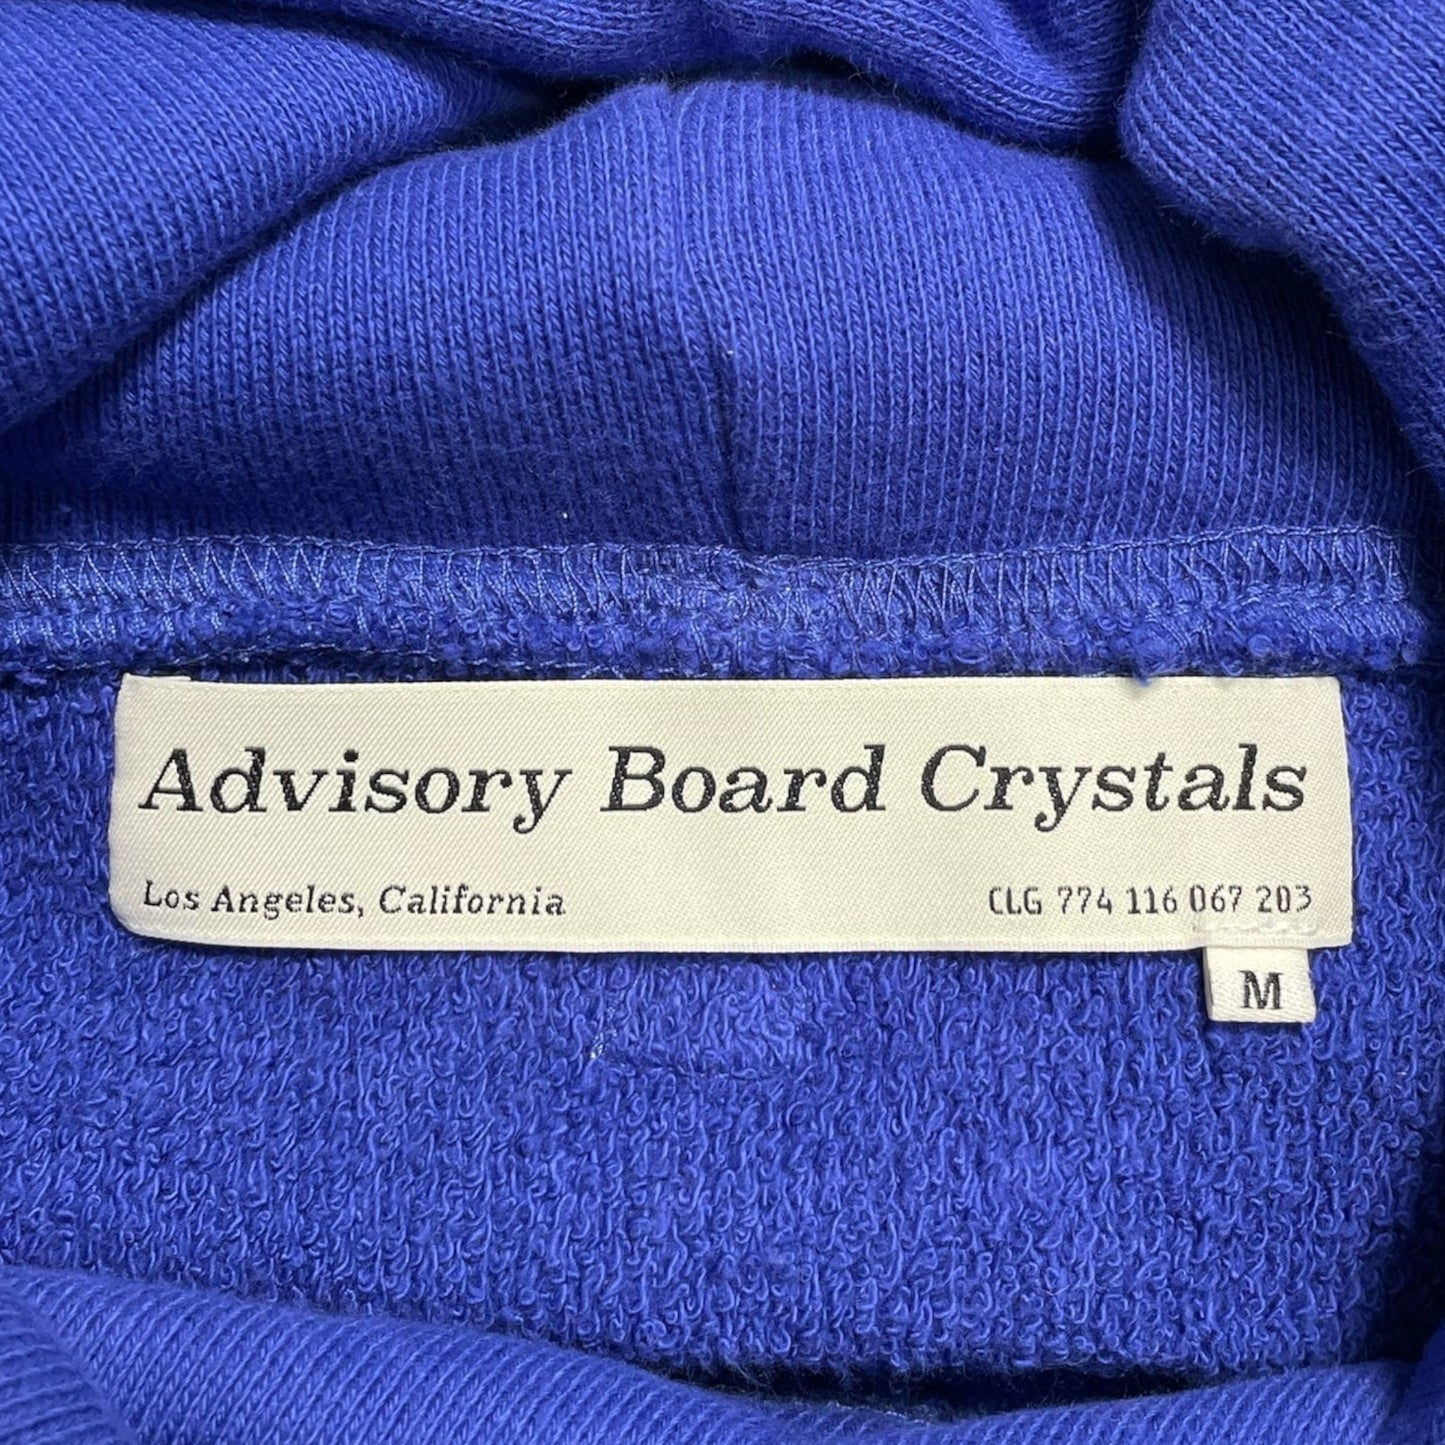 Advisory Board Crystals
Los Angeles, California
CLG 774 116 067 203
M